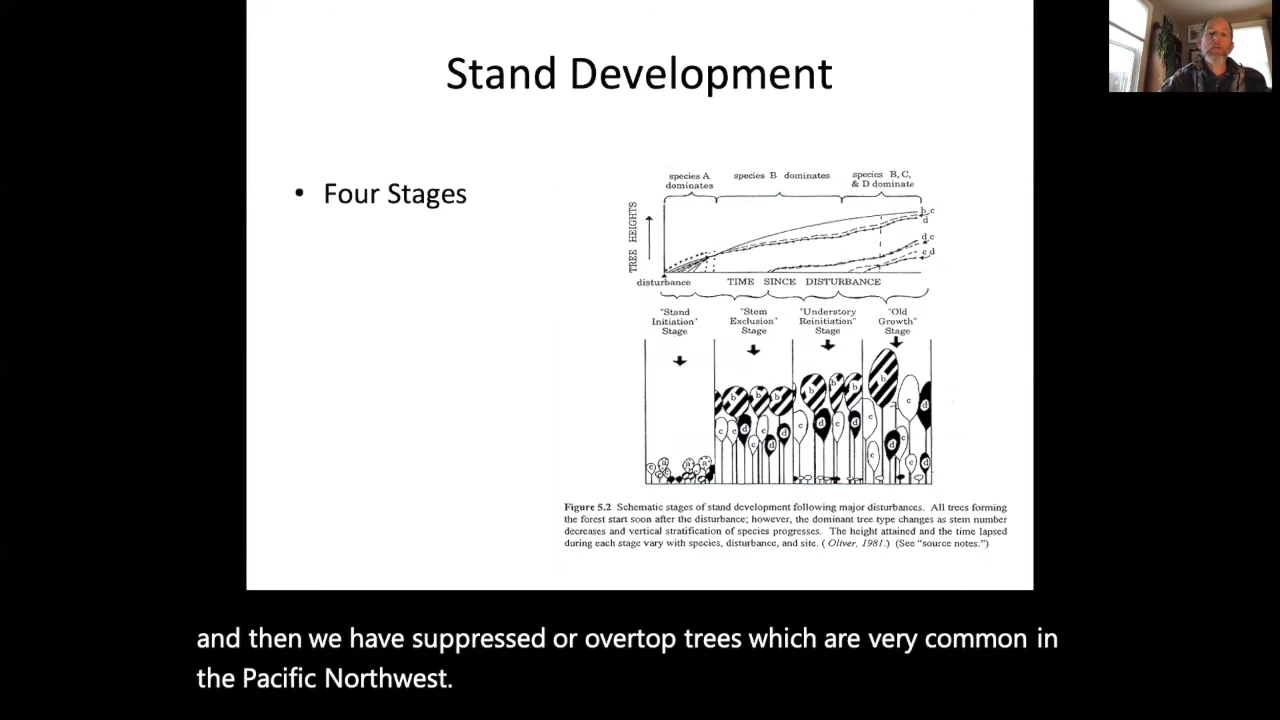 Stand Development
• Four Stages
species A
dominates
species B dominates
species B, C,
& D dominate
TREE HEIGHTS
b c
d
d c
c d
disturbance
TIME SINCE DISTURBANCE
"Stand
Initiation"
Stage
"Stem
Exclusion"
Stage
"Understory
Reinitiation"
Stage
"Old
Growth"
Stage
Figure 5.2 Schematic stages of stand development following major disturbances. All trees forming
the forest start soon after the disturbance; however, the dominant tree type changes as stem number
decreases and vertical stratification of species progresses. The height attained and the time lapsed
during each stage vary with species, disturbance, and site. ( Oliver, 1981.) (See "source notes.")
and then we have suppressed or overtop trees which are very common in
the Pacific Northwest.